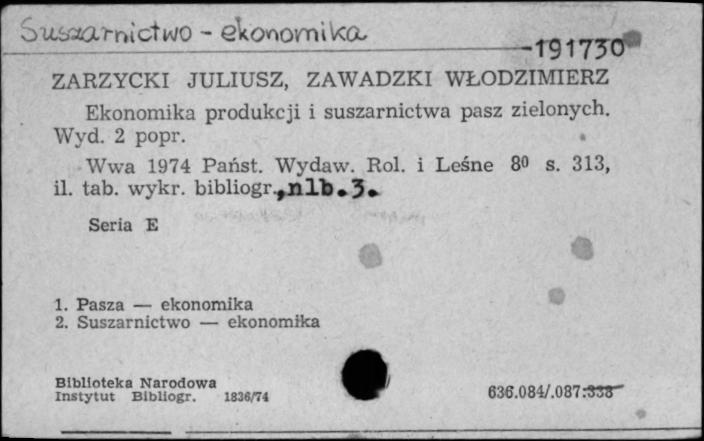 Suszarnictwo - ekonomika
-191730
ZARZYCKI JULIUSZ, ZAWADZKI WŁODZIMIERZ
Ekonomika produkcji i suszarnictwa pasz zielonych.
Wyd. 2 popr.
Wwa 1974 Państ. Wydaw. Rol. i Leśne 8⁰ s. 313,
il. tab. wykr. bibliogr., nlb. 3.
Seria E
1. Pasza — ekonomika
2. Suszarnictwo — ekonomika
Biblioteka Narodowa
Instytut Bibliogr. 1836/74
636.084/.087:338